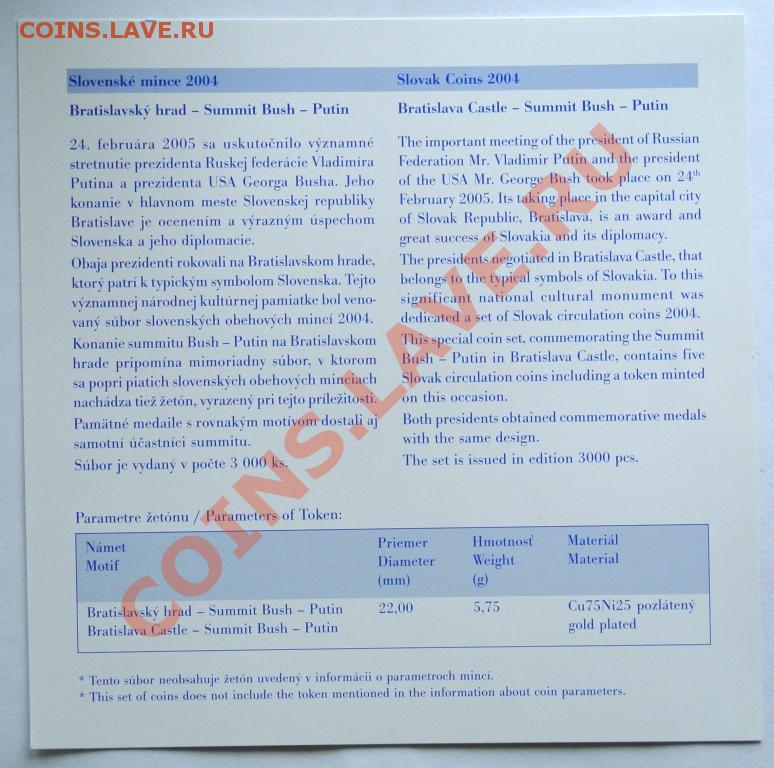 COINS.LAVE.RU
Slovenské mince 2004
Bratislavský hrad – Summit Bush – Putin
24. februára 2005 sa uskutočnilo významné
stretnutie prezidenta Ruskej federácie Vladimíra
Putina a prezidenta USA Georga Busha. Jeho
konanie v hlavnom meste Slovenskej republiky
Bratislave je ocenením a výrazným úspechom
Slovenska a jeho diplomacie.
Obaja prezidenti rokovali na Bratislavskom hrade,
ktorý patrí k typickým symbolom Slovenska. Tejto
významnej národnej kultúrnej pamiatke bol veno-
vaný súbor slovenských obehových mincí 2004.
Konanie summitu Bush – Putin na Bratislavskom
hrade pripomína mimoriadny súbor, v ktorom
sa popri piatich slovenských obehových minciach
nachádza tiež žetón, vyrazený pri tejto príležitosti.
Pamätné medaile s rovnakým motívom dostali aj
samotní účastníci summitu.
Súbor je vydaný v počte 3 000 ks.
Slovak Coins 2004
Bratislava Castle – Summit Bush – Putin
The important meeting of the president of Russian
Federation Mr. Vladimir Putin and the president
of the USA Mr. George Bush took place on 24th
February 2005. Its taking place in the capital city
of Slovak Republic, Bratislava, is an award and
great success of Slovakia and its diplomacy.
The presidents negotiated in Bratislava Castle, that
belongs to the typical symbols of Slovakia. To this
significant national cultural monument was
dedicated a set of Slovak circulation coins 2004.
This special coin set, commemorating the Summit
Bush – Putin in Bratislava Castle, contains five
Slovak circulation coins including a token minted
on this occasion.
Both presidents obtained commemorative medals
with the same design.
The set is issued in edition 3000 pcs.
COINS.LAVE.RU
Parametre žetónu / Parameters of Token:
Námet Priemer Hmotnosť Materiál
Motif Diameter Weight Material
(mm) (g)
Bratislavský hrad – Summit Bush – Putin 22,00 5,75 Cu75Ni25 pozlátený
Bratislava Castle – Summit Bush – Putin gold plated
* Tento súbor neobsahuje žetón uvedený v informácii o parametroch mincí.
* This set of coins does not include the token mentioned in the information about coin parameters.